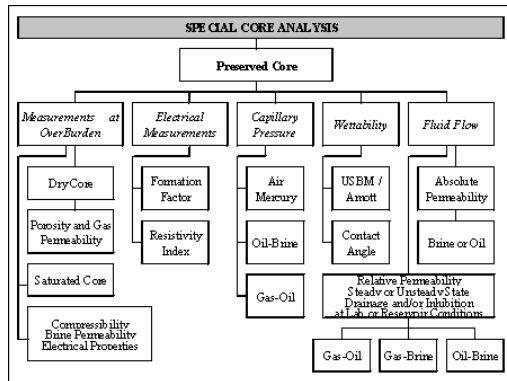 SPECIAL CORE ANALYSIS
Preserved Core
Measurements at
OverBurden
Electrical
Measurements
Capillary
Pressure
Wettability
Fluid Flow
Dry Core
Porosity and Gas
Permeability
Saturated Core
Compressibility
Brine Permeability
Electrical Properties
Formation
Factor
Resistivity
Index
Air
Mercury
Oil-Brine
Gas-Oil
USBM /
Amott
Contact
Angle
Absolute
Permeability
Brine or Oil
Relative Permeability
Steady or Unsteady State
Drainage and/or Inhibition
at Lab. or Reservoir Conditions
Gas-Oil
Gas-Brine
Oil-Brine